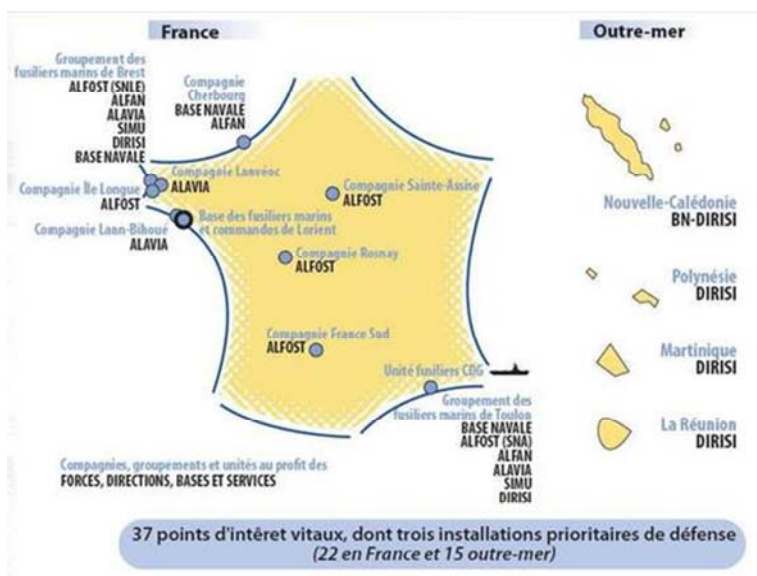 France
Outre-mer
Groupement des
fusiliers marins de Brest
ALFOST (SNLE)
ALFAN
ALAVIA
SIMU
DIRISI
BASE NAVALE
Compagnie
Cherbourg
BASE NAVALE
ALFAN
Compagnie Lanvéoc
ALAVIA
Compagnie Île Longue
ALFOST
Compagnie Lann-Bihoué
ALAVIA
Base des fusiliers marins
et commandos de Lorient
Compagnie Sainte-Assise
ALFOST
Compagnie Rosnay
ALFOST
Compagnie France Sud
ALFOST
Unité fusiliers CDG
Groupement des
fusiliers marins de Toulon
BASE NAVALE
ALFOST (SNA)
ALFAN
ALAVIA
SIMU
DIRISI
Nouvelle-Calédonie
BN-DIRISI
Polynésie
DIRISI
Martinique
DIRISI
La Réunion
DIRISI
Compagnies, groupements et unités au profit des
FORCES, DIRECTIONS, BASES ET SERVICES
37 points d'intêret vitaux, dont trois installations prioritaires de défense
(22 en France et 15 outre-mer)